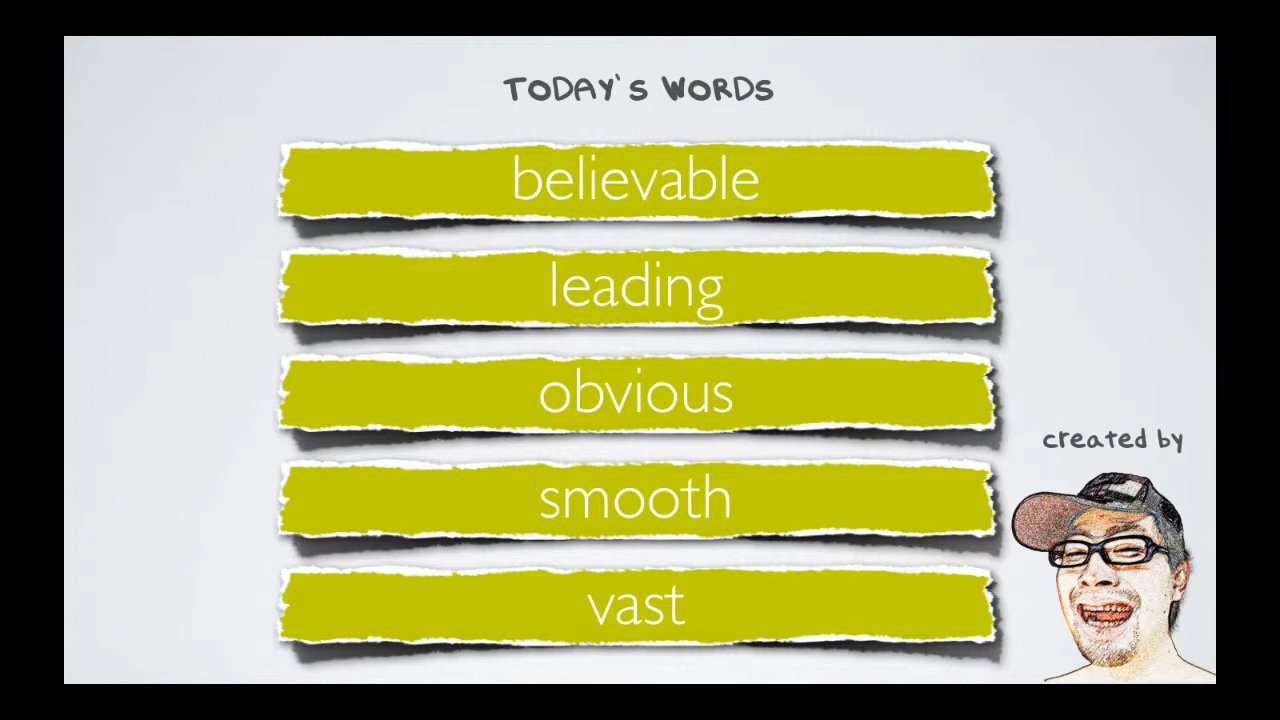 TODAY'S WORDS
believable
leading
obvious
smooth
vast
created by